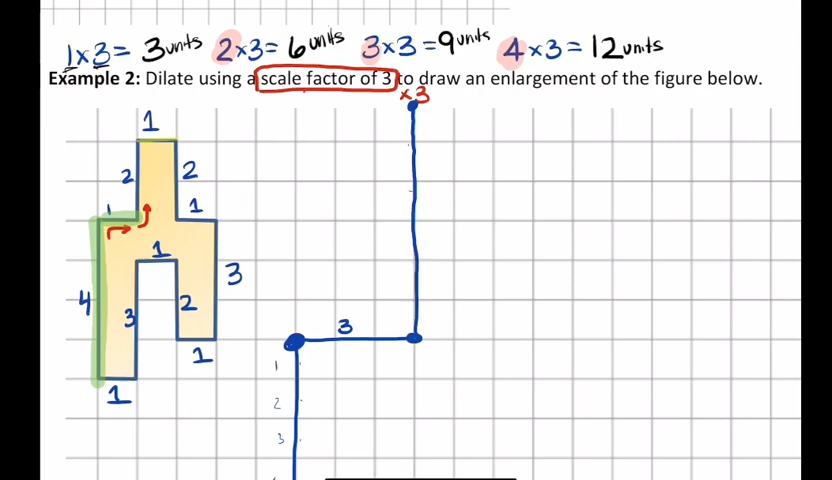 1x3= 3units 2x3= 6units 3x3=9units 4x3=12units
Example 2: Dilate using a scale factor of 3 to draw an enlargement of the figure below.
x3
1
2 2
1 1
1
3
4 3 2
3
1
1
1
2
3